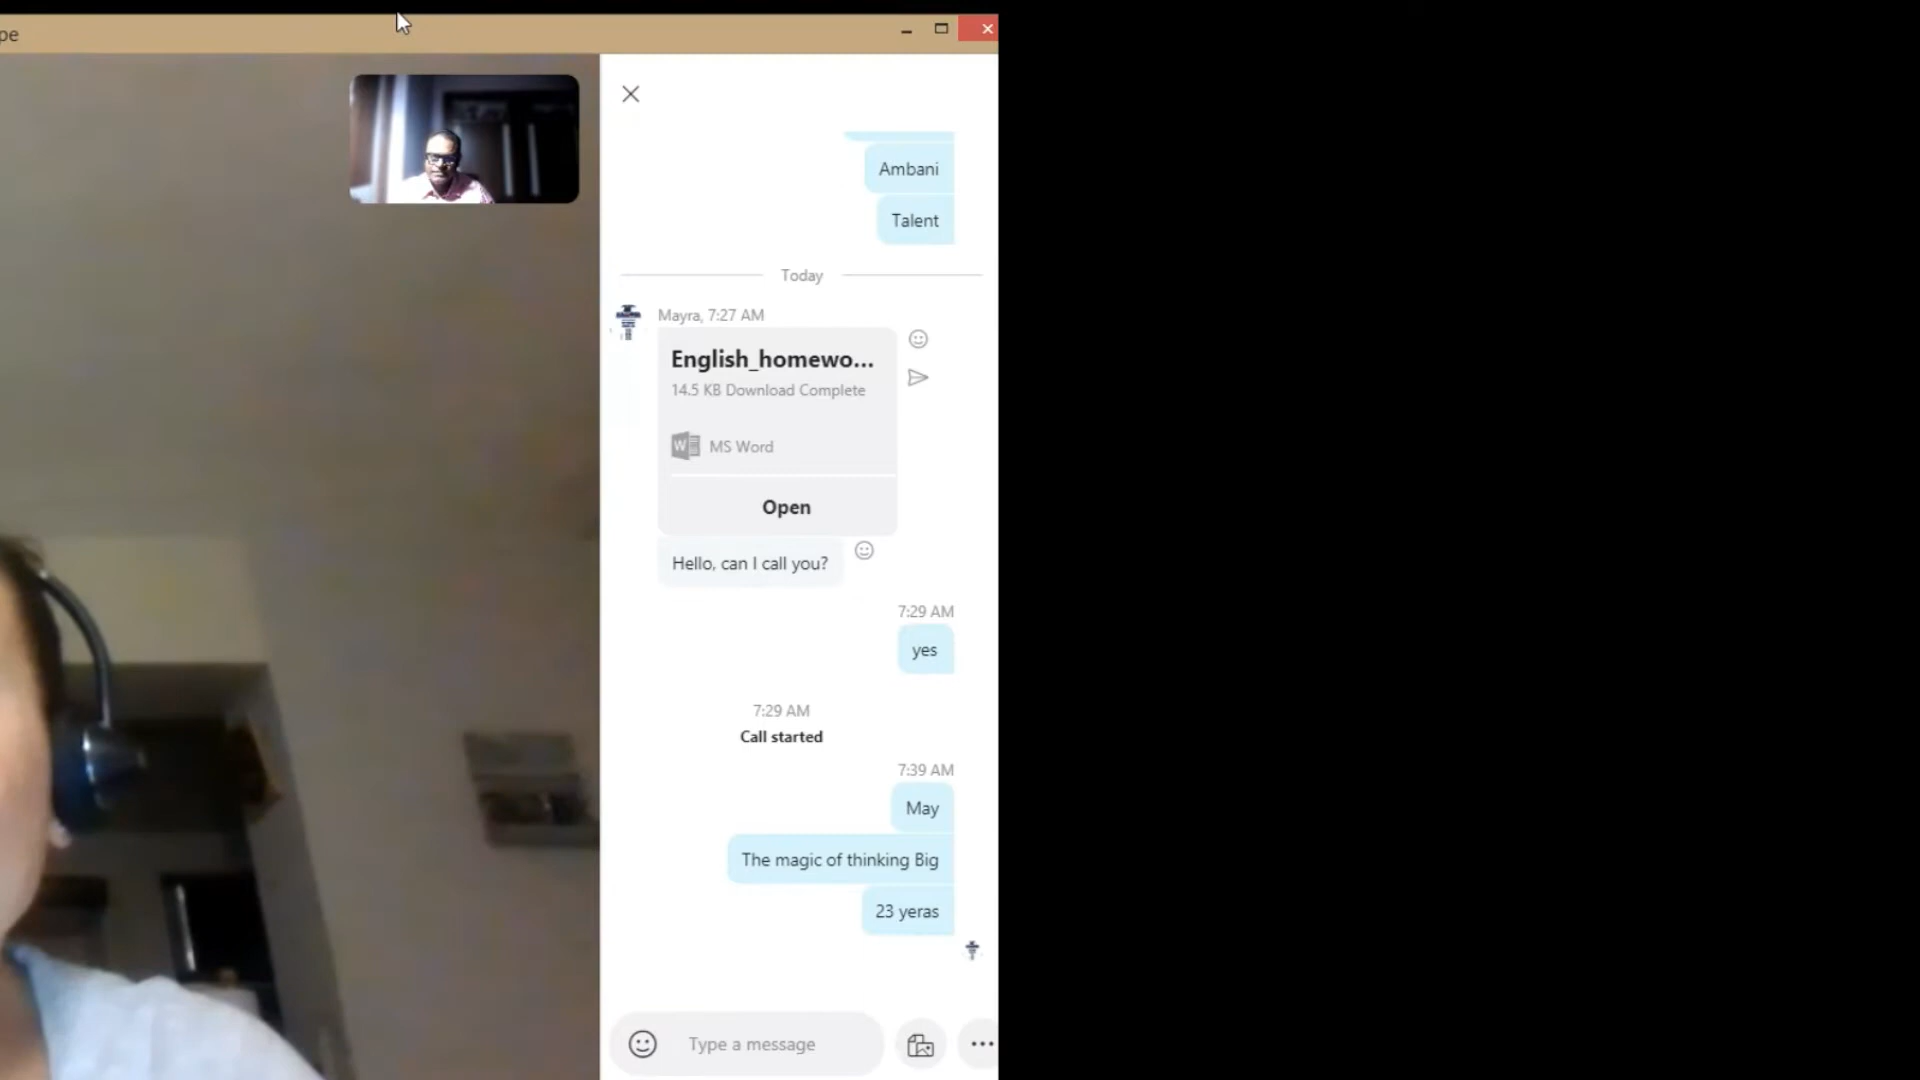 pe
Ambani
Talent
Today
Mayra, 7:27 AM
English_homewo...
14.5 KB Download Complete
MS Word
Open
Hello, can I call you?
7:29 AM
yes
7:29 AM
Call started
7:39 AM
May
The magic of thinking Big
23 yeras
Type a message